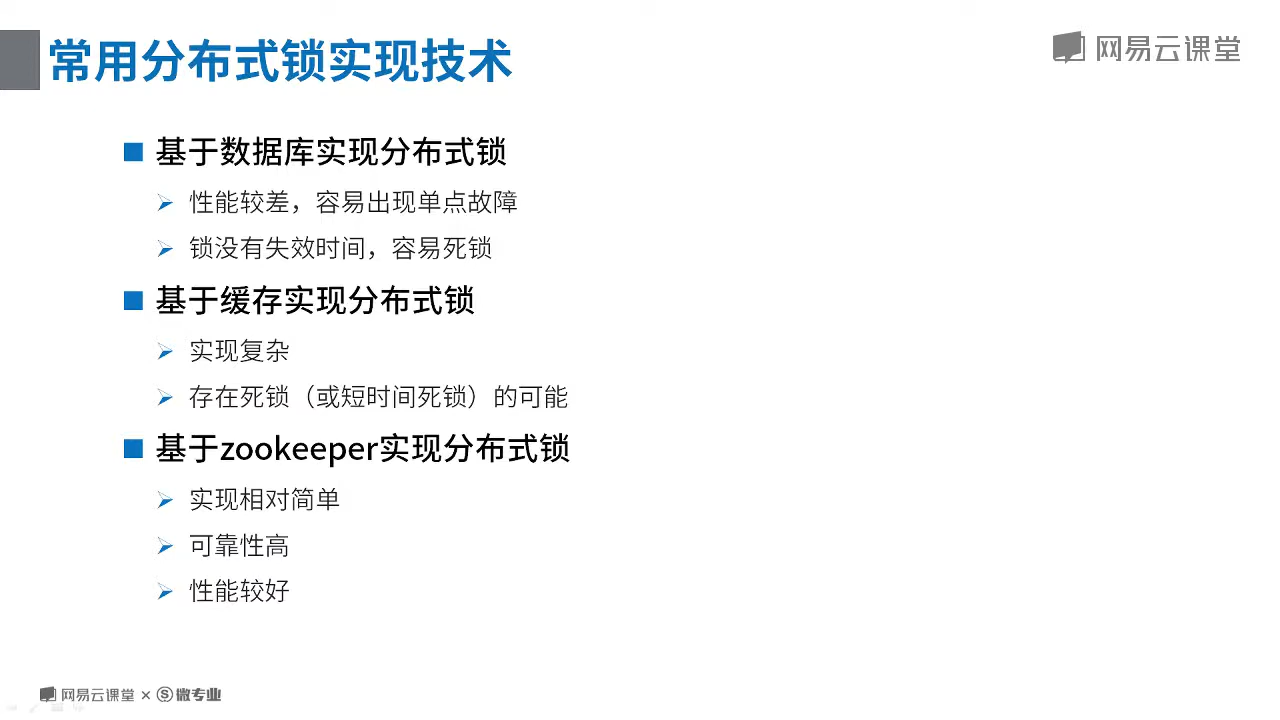 常用分布式锁实现技术
网易云课堂
基于数据库实现分布式锁
性能较差，容易出现单点故障
锁没有失效时间，容易死锁
基于缓存实现分布式锁
实现复杂
存在死锁（或短时间死锁）的可能
基于zookeeper实现分布式锁
实现相对简单
可靠性高
性能较好
网易云课堂 × Ⓢ微专业